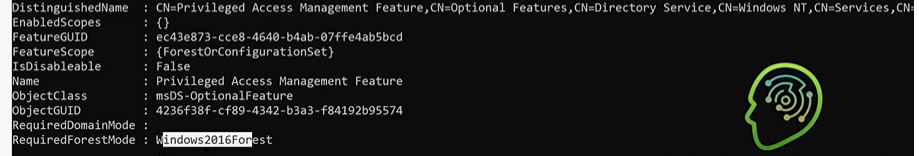 DistinguishedName : CN=Privileged Access Management Feature,CN=Optional Features,CN=Directory Service,CN=Windows NT,CN=Services,CN=
EnabledScopes : {}
FeatureGUID : ec43e873-cce8-4640-b4ab-07ffe4ab5bcd
FeatureScope : {ForestOrConfigurationSet}
IsDisableable : False
Name : Privileged Access Management Feature
ObjectClass : msDS-OptionalFeature
ObjectGUID : 4236f38f-cf89-4342-b3a3-f84192b95574
RequiredDomainMode :
RequiredForestMode : Windows2016Forest